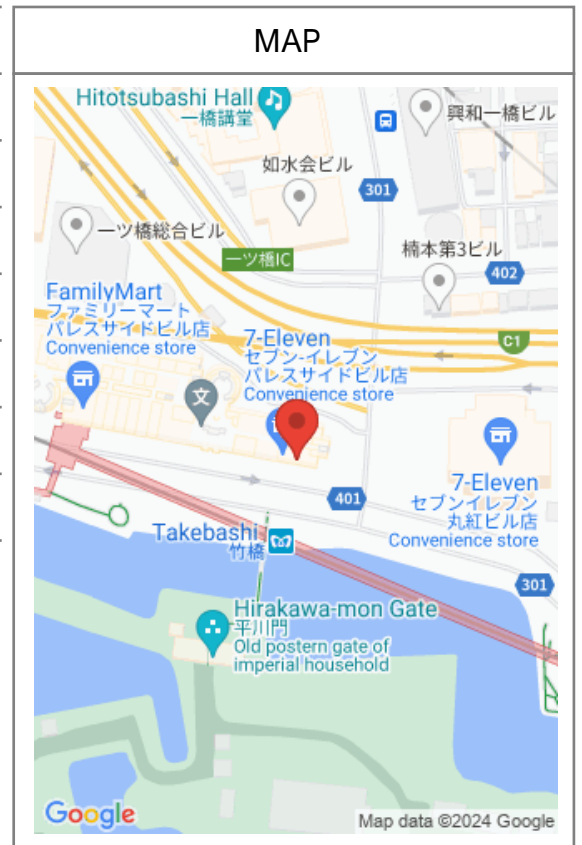 MAP
Hitotsubashi Hall
一橋講堂
興和一橋ビル
如水会ビル
301
一ツ橋総合ビル
一ツ橋IC
楠本第3ビル
402
FamilyMart
ファミリーマート
パレスサイドビル店
Convenience store
C1
7-Eleven
セブン-イレブン
パレスサイドビル店
Convenience store
文
7-Eleven
セブンイレブン
丸紅ビル店
Convenience store
401
Takebashi
竹橋
301
Hirakawa-mon Gate
平川門
Old postern gate of
imperial household
Google
Map data ©2024 Google